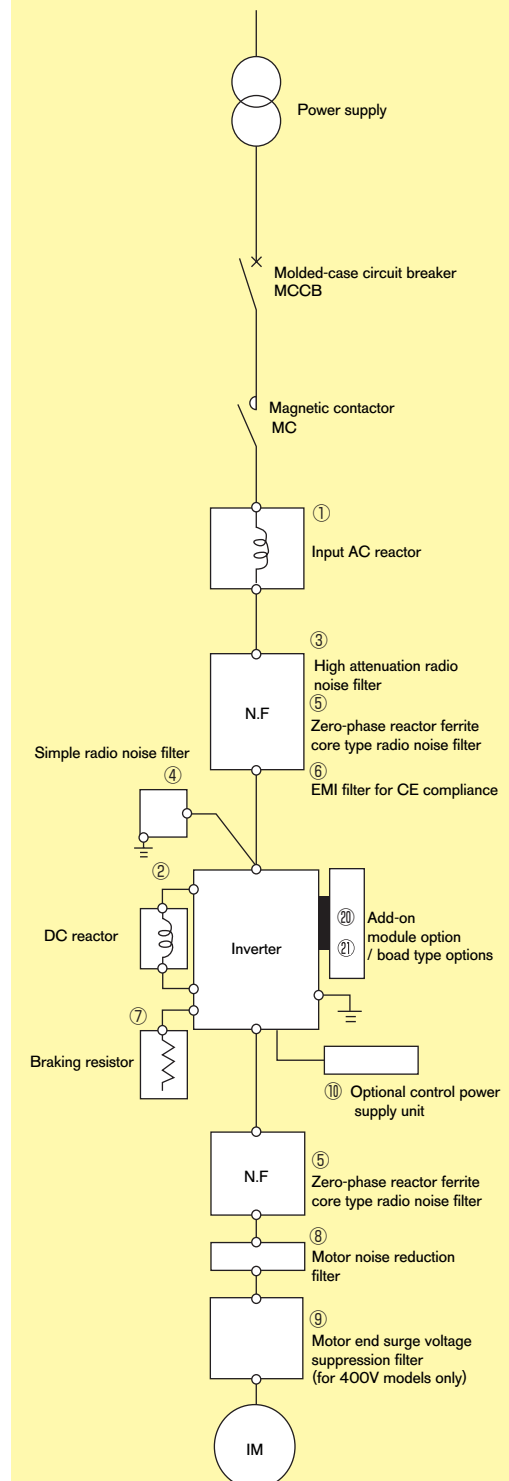 Power supply
Molded-case circuit breaker
MCCB
Magnetic contactor
MC
①
Input AC reactor
③
High attenuation radio
noise filter
N.F
⑤
Zero-phase reactor ferrite
core type radio noise filter
Simple radio noise filter
④
⑥
EMI filter for CE compliance
②
DC reactor
Inverter
⑳
㉑
Add-on
module option
/ boad type options
⑦
Braking resistor
⑩ Optional control power
supply unit
N.F
⑤
Zero-phase reactor ferrite
core type radio noise filter
⑧
Motor noise reduction
filter
⑨
Motor end surge voltage
suppression filter
(for 400V models only)
IM